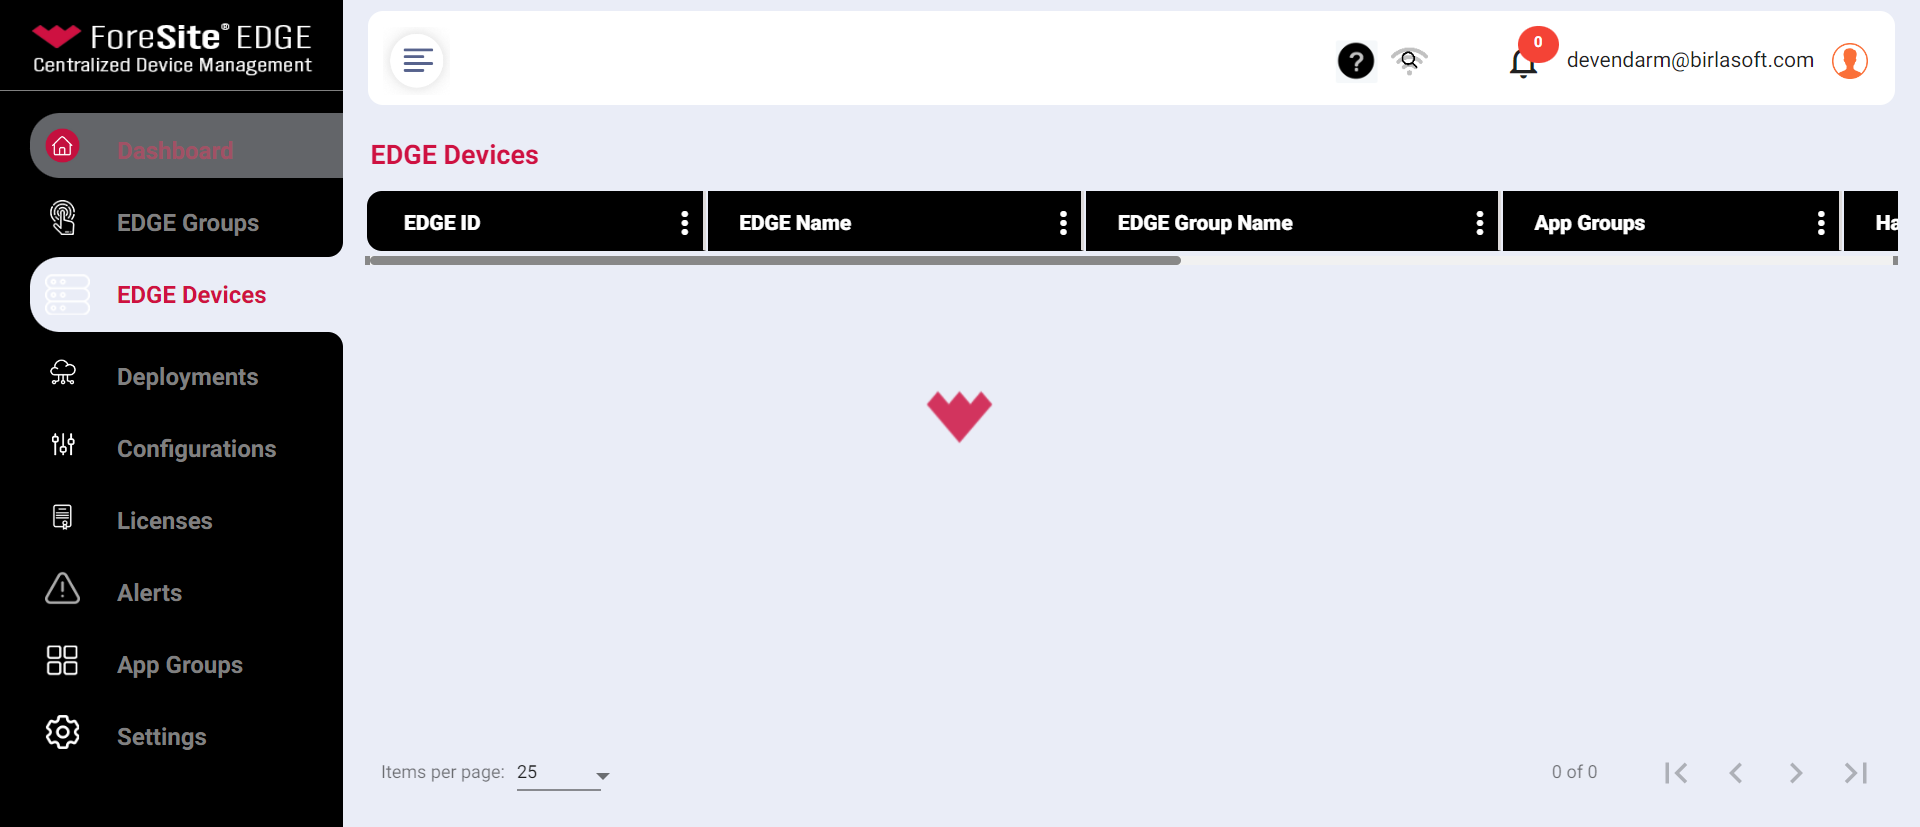 ForeSite® EDGE
Centralized Device Management
?
0
devendarm@birlasoft.com
Dashboard
EDGE Groups
EDGE Devices
Deployments
Configurations
Licenses
Alerts
App Groups
Settings
EDGE Devices
EDGE ID
EDGE Name
EDGE Group Name
App Groups
Ha
Items per page: 25
0 of 0